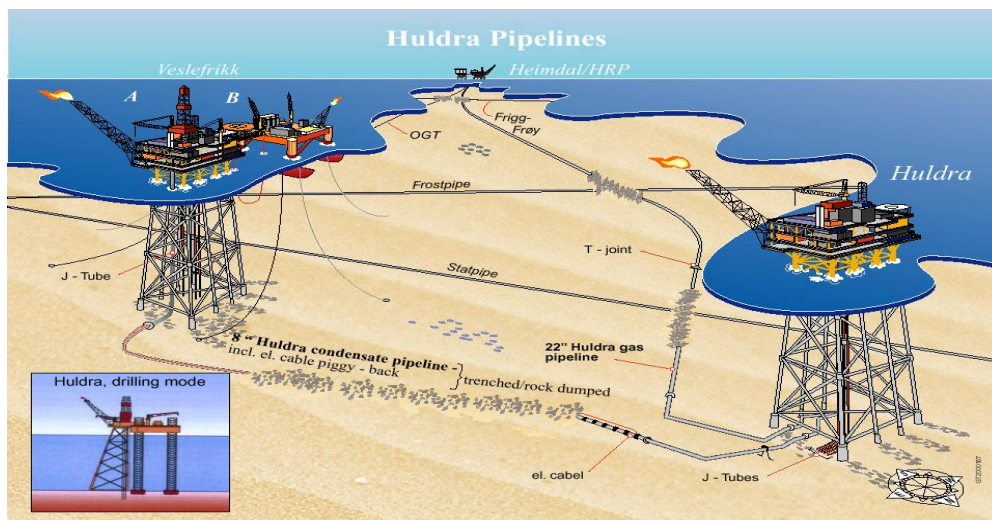 Huldra Pipelines
Veslefrikk
Heimdal/HRP
A
B
OGT
Frigg-
Frøy
Huldra
Frostpipe
T - joint
J - Tube
Statpipe
8 “ Huldra condensate pipeline -
incl. el. cable piggy - back
trenched/rock dumped
22” Huldra gas
pipeline
Huldra, drilling mode
el. cabel
J - Tubes